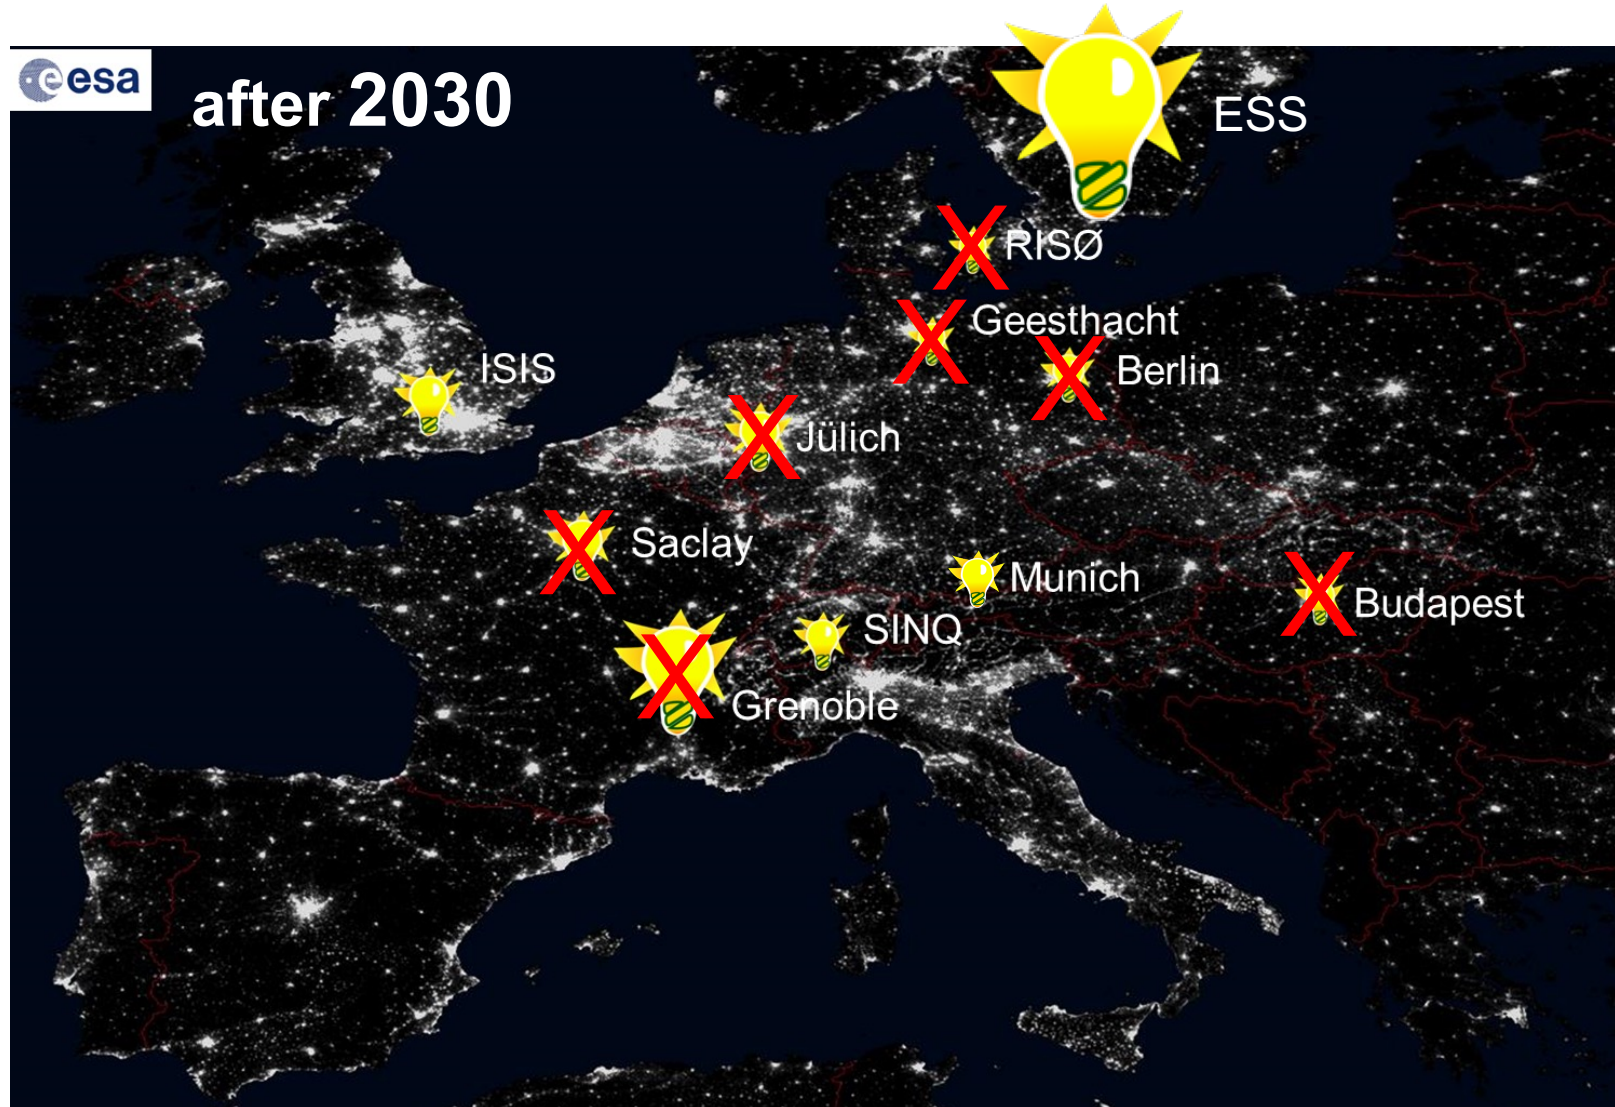 esa
after 2030
ESS
RISØ
Geesthacht
ISIS
Berlin
Jülich
Saclay
Munich
Budapest
SINQ
Grenoble